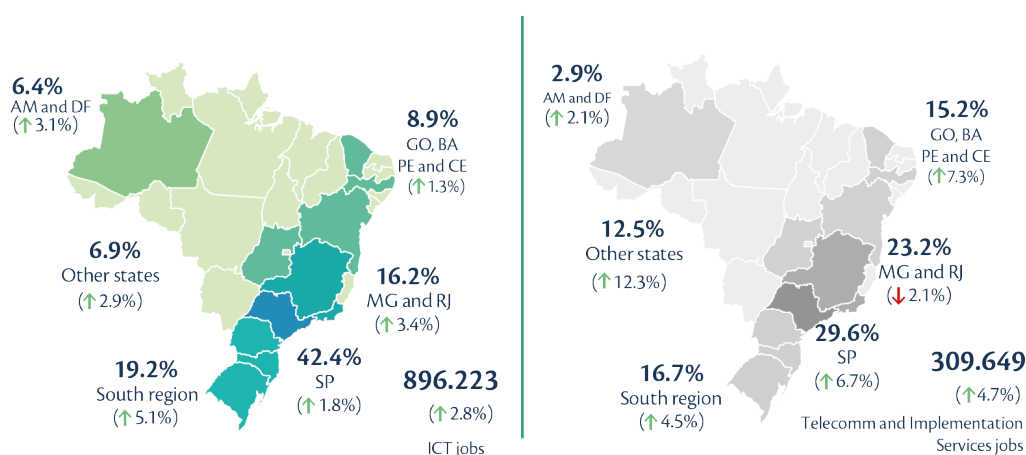 6.4%
AM and DF
(↑ 3.1%)
8.9%
GO, BA
PE and CE
(↑ 1.3%)
6.9%
Other states
(↑ 2.9%)
16.2%
MG and RJ
(↑ 3.4%)
19.2%
South region
(↑ 5.1%)
42.4%
SP
(↑ 1.8%)
896.223
(↑ 2.8%)
ICT jobs
2.9%
AM and DF
(↑ 2.1%)
15.2%
GO, BA
PE and CE
(↑ 7.3%)
12.5%
Other states
(↑ 12.3%)
23.2%
MG and RJ
(↓ 2.1%)
29.6%
SP
(↑ 6.7%)
16.7%
South region
(↑ 4.5%)
309.649
(↑ 4.7%)
Telecomm and Implementation
Services jobs